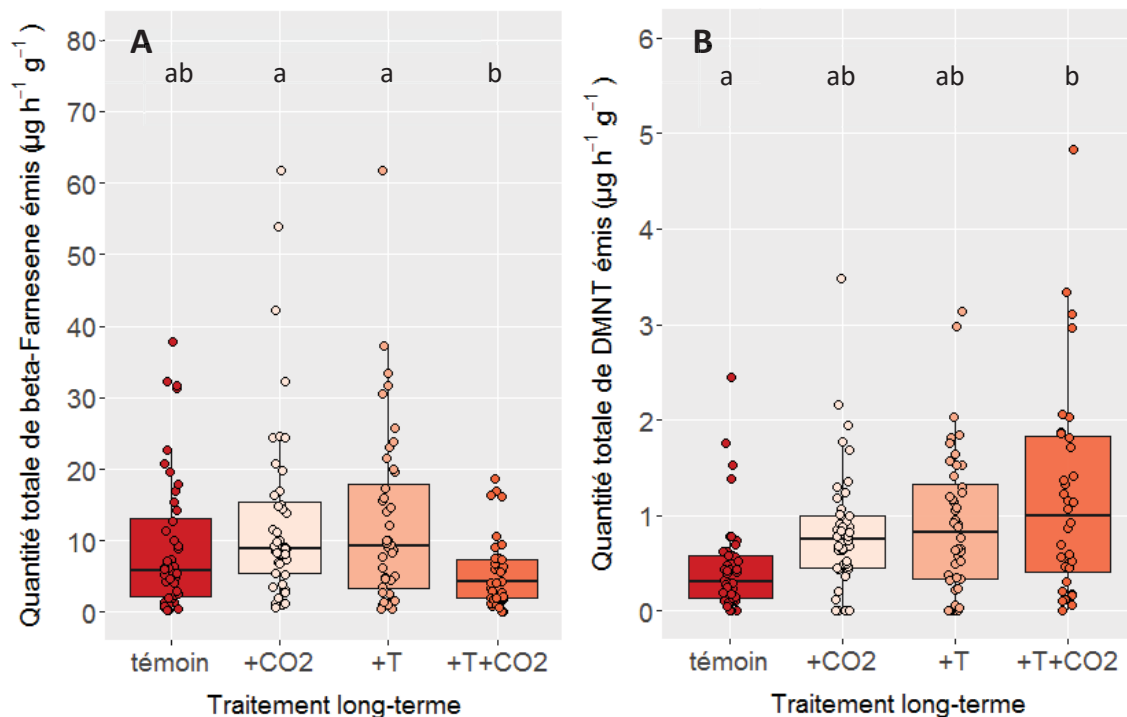 A
ab a a b
Quantité totale de beta-Farnesene émis (µg h⁻¹ g⁻¹ )
80
70
60
50
40
30
20
10
0
témoin +CO2 +T +T+CO2
Traitement long-terme
B
a ab ab b
Quantité totale de DMNT émis (µg h⁻¹ g⁻¹ )
6
5
4
3
2
1
0
témoin +CO2 +T +T+CO2
Traitement long-terme